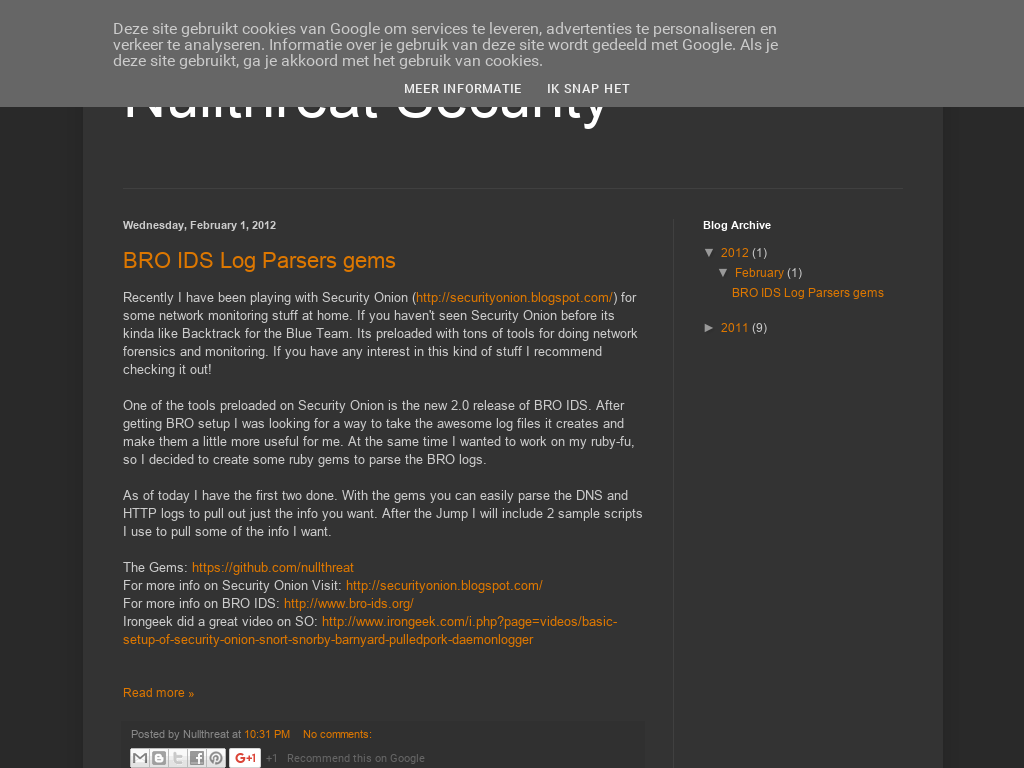 Deze site gebruikt cookies van Google om services te leveren, advertenties te personaliseren en
verkeer te analyseren. Informatie over je gebruik van deze site wordt gedeeld met Google. Als je
deze site gebruikt, ga je akkoord met het gebruik van cookies.
MEER INFORMATIE IK SNAP HET
Nullthreat Security
Wednesday, February 1, 2012
BRO IDS Log Parsers gems
Recently I have been playing with Security Onion (http://securityonion.blogspot.com/) for
some network monitoring stuff at home. If you haven't seen Security Onion before its
kinda like Backtrack for the Blue Team. Its preloaded with tons of tools for doing network
forensics and monitoring. If you have any interest in this kind of stuff I recommend
checking it out!
One of the tools preloaded on Security Onion is the new 2.0 release of BRO IDS. After
getting BRO setup I was looking for a way to take the awesome log files it creates and
make them a little more useful for me. At the same time I wanted to work on my ruby-fu,
so I decided to create some ruby gems to parse the BRO logs.
As of today I have the first two done. With the gems you can easily parse the DNS and
HTTP logs to pull out just the info you want. After the Jump I will include 2 sample scripts
I use to pull some of the info I want.
The Gems: https://github.com/nullthreat
For more info on Security Onion Visit: http://securityonion.blogspot.com/
For more info on BRO IDS: http://www.bro-ids.org/
Irongeek did a great video on SO: http://www.irongeek.com/i.php?page=videos/basic-
setup-of-security-onion-snort-snorby-barnyard-pulledpork-daemonlogger
Read more »
Posted by Nullthreat at 10:31 PM No comments:
+1 +1 Recommend this on Google
Blog Archive
▼ 2012 (1)
▼ February (1)
BRO IDS Log Parsers gems
► 2011 (9)